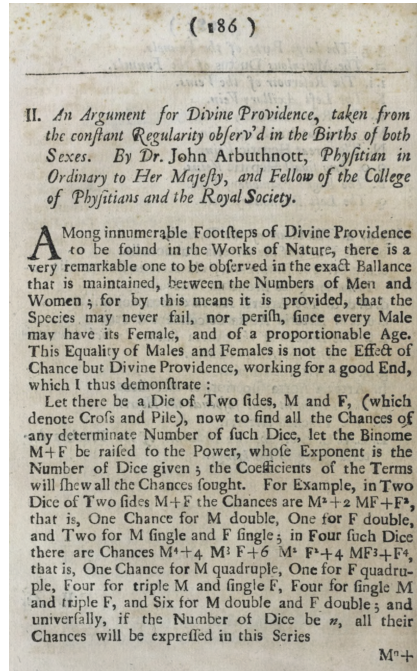 ( 186 )
II. An Argument for Divine Providence, taken from
the conſtant Regularity obſerv'd in the Births of both
Sexes. By Dr. John Arbuthnott, Phyſitian in
Ordinary to Her Majeſty, and Fellow of the College
of Phyſitians and the Royal Society.
AMong innumerable Footſteps of Divine Providence
to be found in the Works of Nature, there is a
very remarkable one to be obſerved in the exact Ballance
that is maintained, between the Numbers of Men and
Women ; for by this means it is provided, that the
Species may never fail, nor periſh, ſince every Male
may have its Female, and of a proportionable Age.
This Equality of Males and Females is not the Effect of
Chance but Divine Providence, working for a good End,
which I thus demonſtrate :
Let there be a Die of Two ſides, M and F, (which
denote Croſs and Pile), now to find all the Chances of
any determinate Number of ſuch Dice, let the Binome
M+F be raiſed to the Power, whoſe Exponent is the
Number of Dice given ; the Coefficients of the Terms
will ſhew all the Chances ſought. For Example, in Two
Dice of Two ſides M+F the Chances are M²+2 MF+F²,
that is, One Chance for M double, One for F double,
and Two for M ſingle and F ſingle ; in Four ſuch Dice
there are Chances M⁴+4 M³ F+6 M² F²+4 MF³+F⁴,
that is, One Chance for M quadruple, One for F quadru-
ple, Four for triple M and ſingle F, Four for ſingle M
and triple F, and Six for M double and F double ; and
univerſally, if the Number of Dice be n, all their
Chances will be expreſſed in this Series
Mⁿ+